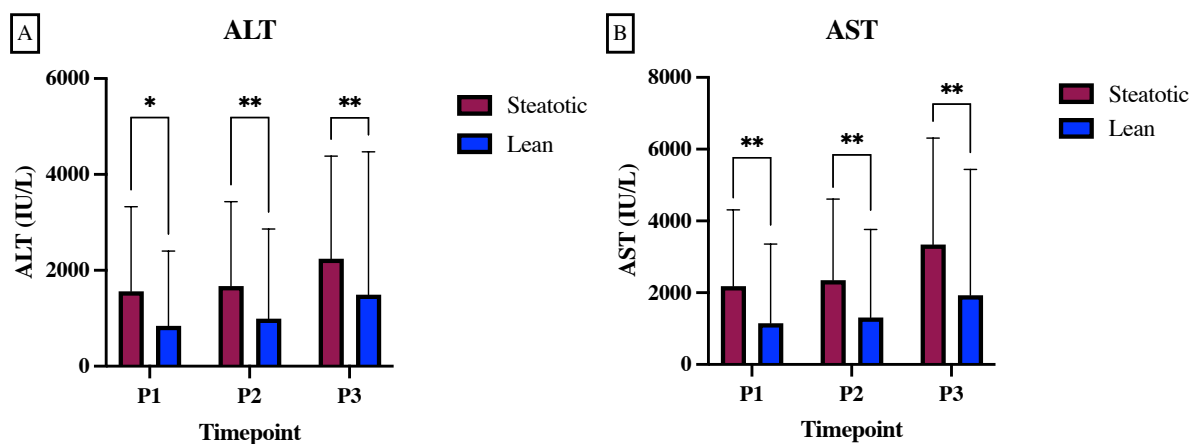 A
ALT
6000
4000
2000
0
ALT (IU/L)
*
**
**
P1 P2 P3
Timepoint
Steatotic
Lean
B
AST
8000
6000
4000
2000
0
AST (IU/L)
**
**
**
P1 P2 P3
Timepoint
Steatotic
Lean